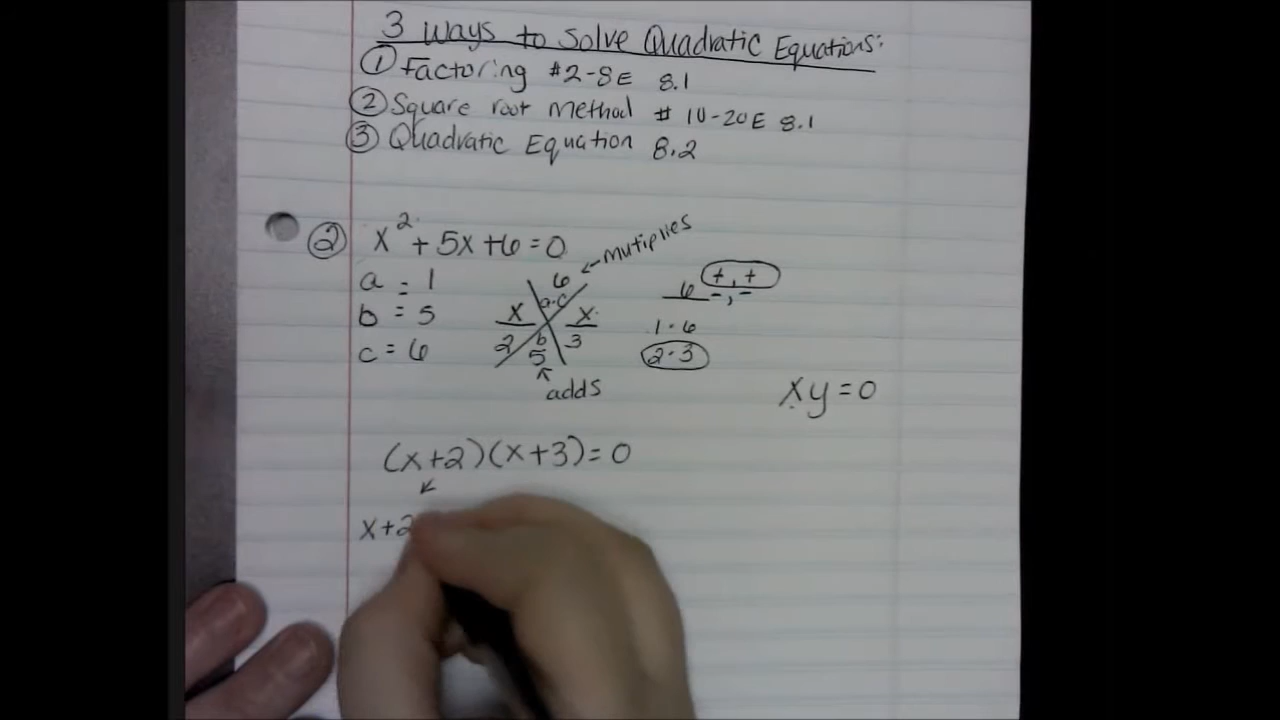 3 Ways to Solve Quadratic Equations:
① Factoring #2-8E 8.1
② Square root Method # 10-20E 8.1
③ Quadratic Equation 8.2
② x² + 5x + 6 = 0
a = 1
b = 5
c = 6
6 ← mutiplies
a·c
x x
2 b 3
5
↑
adds
6 +, +
-, -
1 · 6
2 · 3
xy = 0
(x+2)(x+3) = 0
↙
x+2